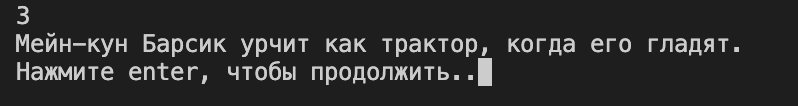 3
Мейн-кун Барсик урчит как трактор, когда его гладят.
Нажмите enter, чтобы продолжить..